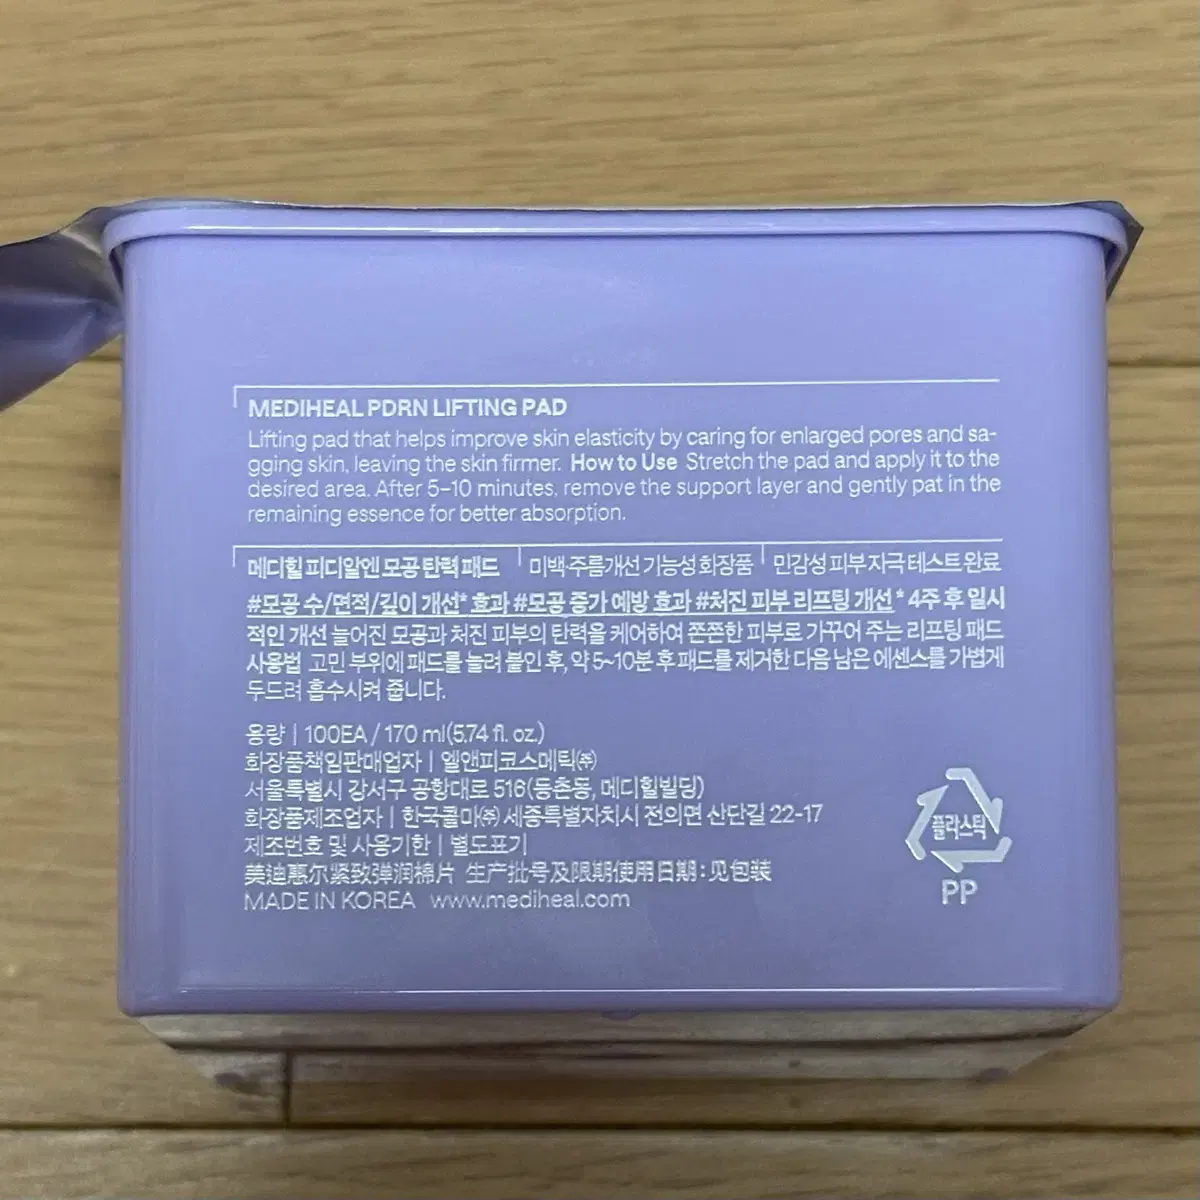 MEDIHEAL PDRN LIFTING PAD
Lifting pad that helps improve skin elasticity by caring for enlarged pores and sa-
gging skin, leaving the skin firmer. How to Use Stretch the pad and apply it to the
desired area. After 5-10 minutes, remove the support layer and gently pat in the
remaining essence for better absorption.
메디힐 피디알엔 모공 탄력 패드 | 미백·주름개선 기능성 화장품 | 민감성 피부 자극 테스트 완료
#모공 수/면적/깊이 개선* 효과 #모공 증가 예방 효과 #처진 피부 리프팅 개선 * 4주 후 일시
적인 개선 늘어진 모공과 처진 피부의 탄력을 케어하여 쫀쫀한 피부로 가꾸어 주는 리프팅 패드
사용법 고민 부위에 패드를 늘려 붙인 후, 약 5~10분 후 패드를 제거한 다음 남은 에센스를 가볍게
두드려 흡수시켜 줍니다.
용량 | 100EA / 170 ml(5.74 fl. oz.)
화장품책임판매업자 | 엘앤피코스메틱㈜
서울특별시 강서구 공항대로 516(등촌동, 메디힐빌딩)
화장품제조업자 | 한국콜마㈜ 세종특별자치시 전의면 산단길 22-17
제조번호 및 사용기한 | 별도표기
美迪惠尔紧致弹润棉片 生产批号及限期使用日期：见包装
MADE IN KOREA www.mediheal.com
플라스틱
PP